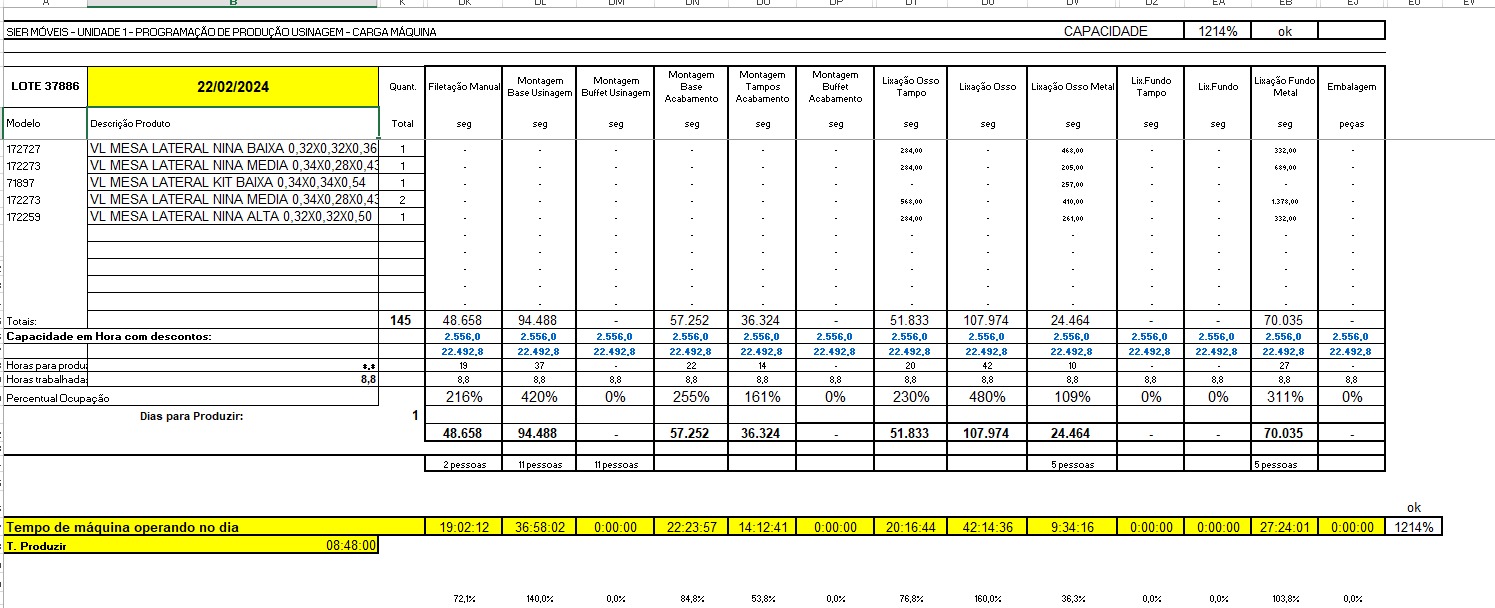 A B K DK DL DM DN DO DP DT DU DV DZ EA EB EJ EU EV
SIER MÓVEIS - UNIDADE 1 - PROGRAMAÇÃO DE PRODUÇÃO USINAGEM - CARGA MÁQUINA CAPACIDADE 1214% ok
LOTE 37886 22/02/2024 Quant. Filetação Manual Montagem Base Usinagem Montagem Buffet Usinagem Montagem Base Acabamento Montagem Tampos Acabamento Montagem Buffet Acabamento Lixação Osso Tampo Lixação Osso Lixação Osso Metal Lix.Fundo Tampo Lix.Fundo Lixação Fundo Metal Embalagem
Modelo Descrição Produto Total seg seg seg seg seg seg seg seg seg seg seg seg peças
172727 VL MESA LATERAL NINA BAIXA 0,32X0,32X0,36 1 - - - - - - 284,00 - 468,00 - - 332,00 -
172273 VL MESA LATERAL NINA MEDIA 0,34X0,28X0,43 1 - - - - - - 284,00 - 205,00 - - 689,00 -
71897 VL MESA LATERAL KIT BAIXA 0,34X0,34X0,54 1 - - - - - - - - 257,00 - - - -
172273 VL MESA LATERAL NINA MEDIA 0,34X0,28X0,43 2 - - - - - - 568,00 - 410,00 - - 1.378,00 -
172259 VL MESA LATERAL NINA ALTA 0,32X0,32X0,50 1 - - - - - - 284,00 - 261,00 - - 332,00 -
- - - - - - - - - - - - -
- - - - - - - - - - - - -
- - - - - - - - - - - - -
- - - - - - - - - - - - -
- - - - - - - - - - - - -
Totais: 145 48.658 94.488 - 57.252 36.324 - 51.833 107.974 24.464 - - 70.035 -
Capacidade em Hora com descontos: 2.556,0 2.556,0 2.556,0 2.556,0 2.556,0 2.556,0 2.556,0 2.556,0 2.556,0 2.556,0 2.556,0 2.556,0 2.556,0
22.492,8 22.492,8 22.492,8 22.492,8 22.492,8 22.492,8 22.492,8 22.492,8 22.492,8 22.492,8 22.492,8 22.492,8 22.492,8
Horas para produz *,* 19 37 - 22 14 - 20 42 10 - - 27 -
Horas trabalhadas 8,8 8,8 8,8 8,8 8,8 8,8 8,8 8,8 8,8 8,8 8,8 8,8 8,8 8,8
Percentual Ocupação 216% 420% 0% 255% 161% 0% 230% 480% 109% 0% 0% 311% 0%
Dias para Produzir: 1
48.658 94.488 - 57.252 36.324 - 51.833 107.974 24.464 - - 70.035 -
2 pessoas 11 pessoas 11 pessoas 5 pessoas 5 pessoas
ok
Tempo de máquina operando no dia 19:02:12 36:58:02 0:00:00 22:23:57 14:12:41 0:00:00 20:16:44 42:14:36 9:34:16 0:00:00 0:00:00 27:24:01 0:00:00 1214%
T. Produzir 08:48:00
72,1% 140,0% 0,0% 84,8% 53,8% 0,0% 76,8% 160,0% 36,3% 0,0% 0,0% 103,8% 0,0%